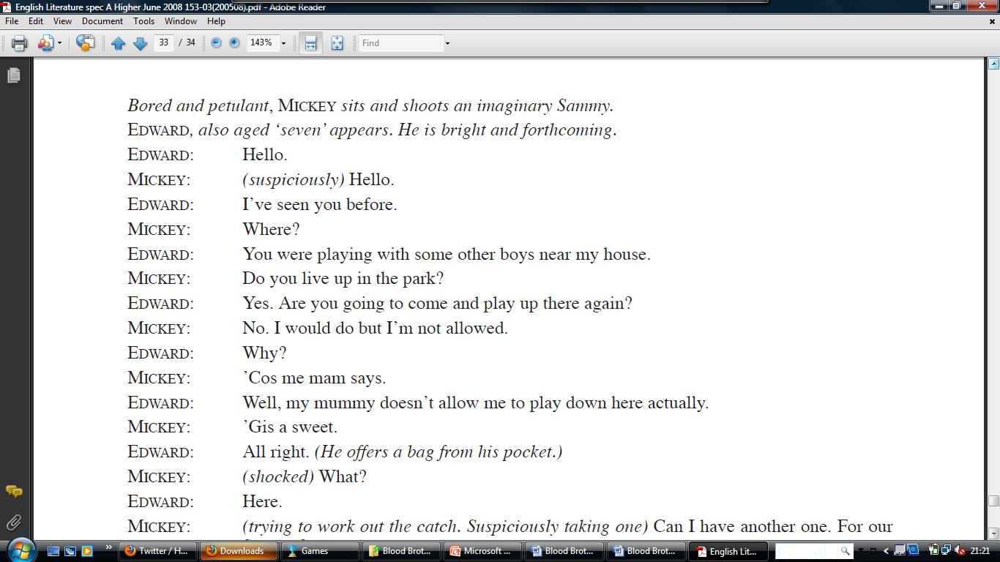 English Literature spec A Higher June 2008 153-03(200508).pdf - Adobe Reader
File Edit View Document Tools Window Help
33 / 34 143% Find
Bored and petulant, MICKEY sits and shoots an imaginary Sammy.
EDWARD, also aged ‘seven’ appears. He is bright and forthcoming.
EDWARD: Hello.
MICKEY: (suspiciously) Hello.
EDWARD: I’ve seen you before.
MICKEY: Where?
EDWARD: You were playing with some other boys near my house.
MICKEY: Do you live up in the park?
EDWARD: Yes. Are you going to come and play up there again?
MICKEY: No. I would do but I’m not allowed.
EDWARD: Why?
MICKEY: ’Cos me mam says.
EDWARD: Well, my mummy doesn’t allow me to play down here actually.
MICKEY: ’Gis a sweet.
EDWARD: All right. (He offers a bag from his pocket.)
MICKEY: (shocked) What?
EDWARD: Here.
MICKEY: (trying to work out the catch. Suspiciously taking one) Can I have another one. For our
» Twitter / H... Downloads Games Blood Brot... Microsoft ... Blood Brot... Blood Brot... English Lit... 21:21